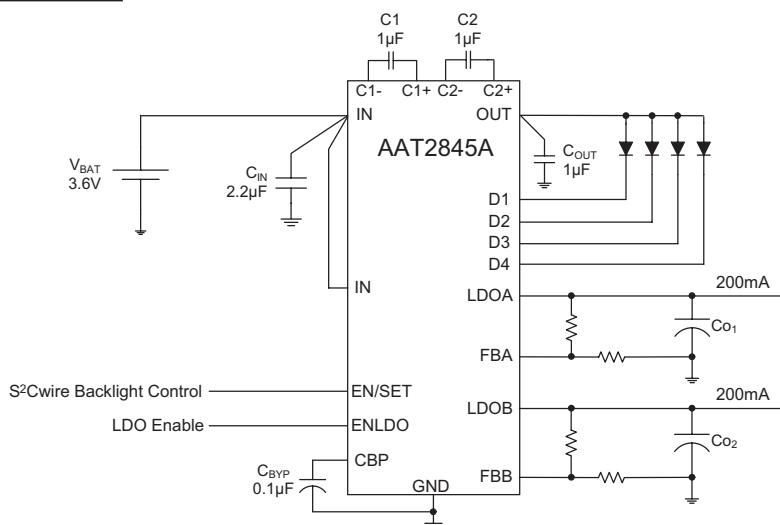 C1
1µF
C2
1µF
C1-
C1+
C2-
C2+
IN
OUT
AAT2845A
VBAT
3.6V
CIN
2.2µF
COUT
1µF
D1
D2
D3
D4
IN
LDOA
200mA
Co1
FBA
S2Cwire Backlight Control
EN/SET
LDOB
200mA
LDO Enable
ENLDO
Co2
CBP
CBYP
0.1µF
FBB
GND